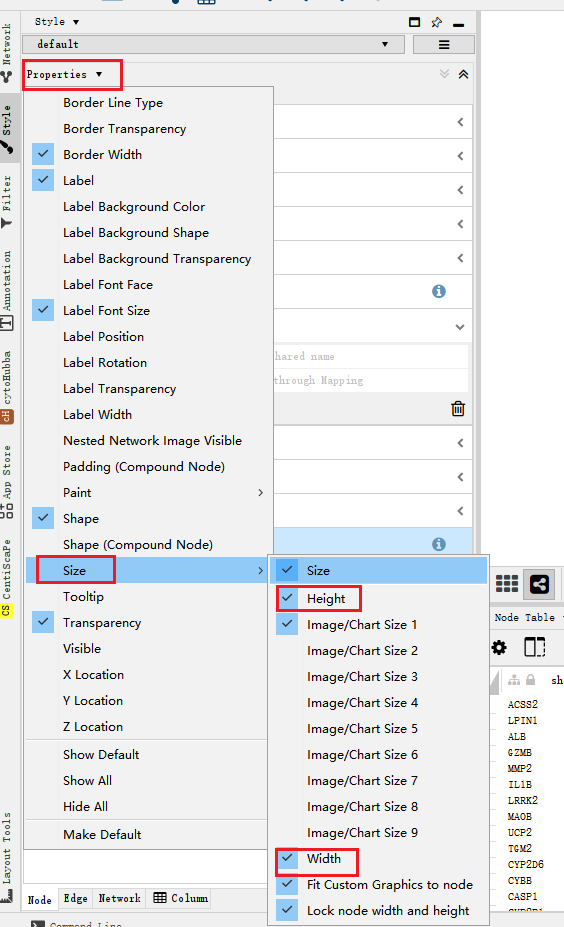 Network
Style
Filter
Annotation
cytoHubba
cH
App Store
CentiScaPe
CS
Layout Tools
Style ▼
default
Properties ▼
Border Line Type
Border Transparency
Border Width
Label
Label Background Color
Label Background Shape
Label Background Transparency
Label Font Face
Label Font Size
Label Position
Label Rotation
Label Transparency
Label Width
Nested Network Image Visible
Padding (Compound Node)
Paint
Shape
Shape (Compound Node)
Size
Tooltip
Transparency
Visible
X Location
Y Location
Z Location
Show Default
Show All
Hide All
Make Default
hared name
through Mapping
Size
Height
Image/Chart Size 1
Image/Chart Size 2
Image/Chart Size 3
Image/Chart Size 4
Image/Chart Size 5
Image/Chart Size 6
Image/Chart Size 7
Image/Chart Size 8
Image/Chart Size 9
Width
Fit Custom Graphics to node
Lock node width and height
Node Table
sh
ACSS2
LPIN1
ALB
GZMB
MMP2
IL1B
LRRK2
MAOB
UCP2
TGM2
CYP2D6
CYBB
CASP1
Node Edge Network Column
Command Line